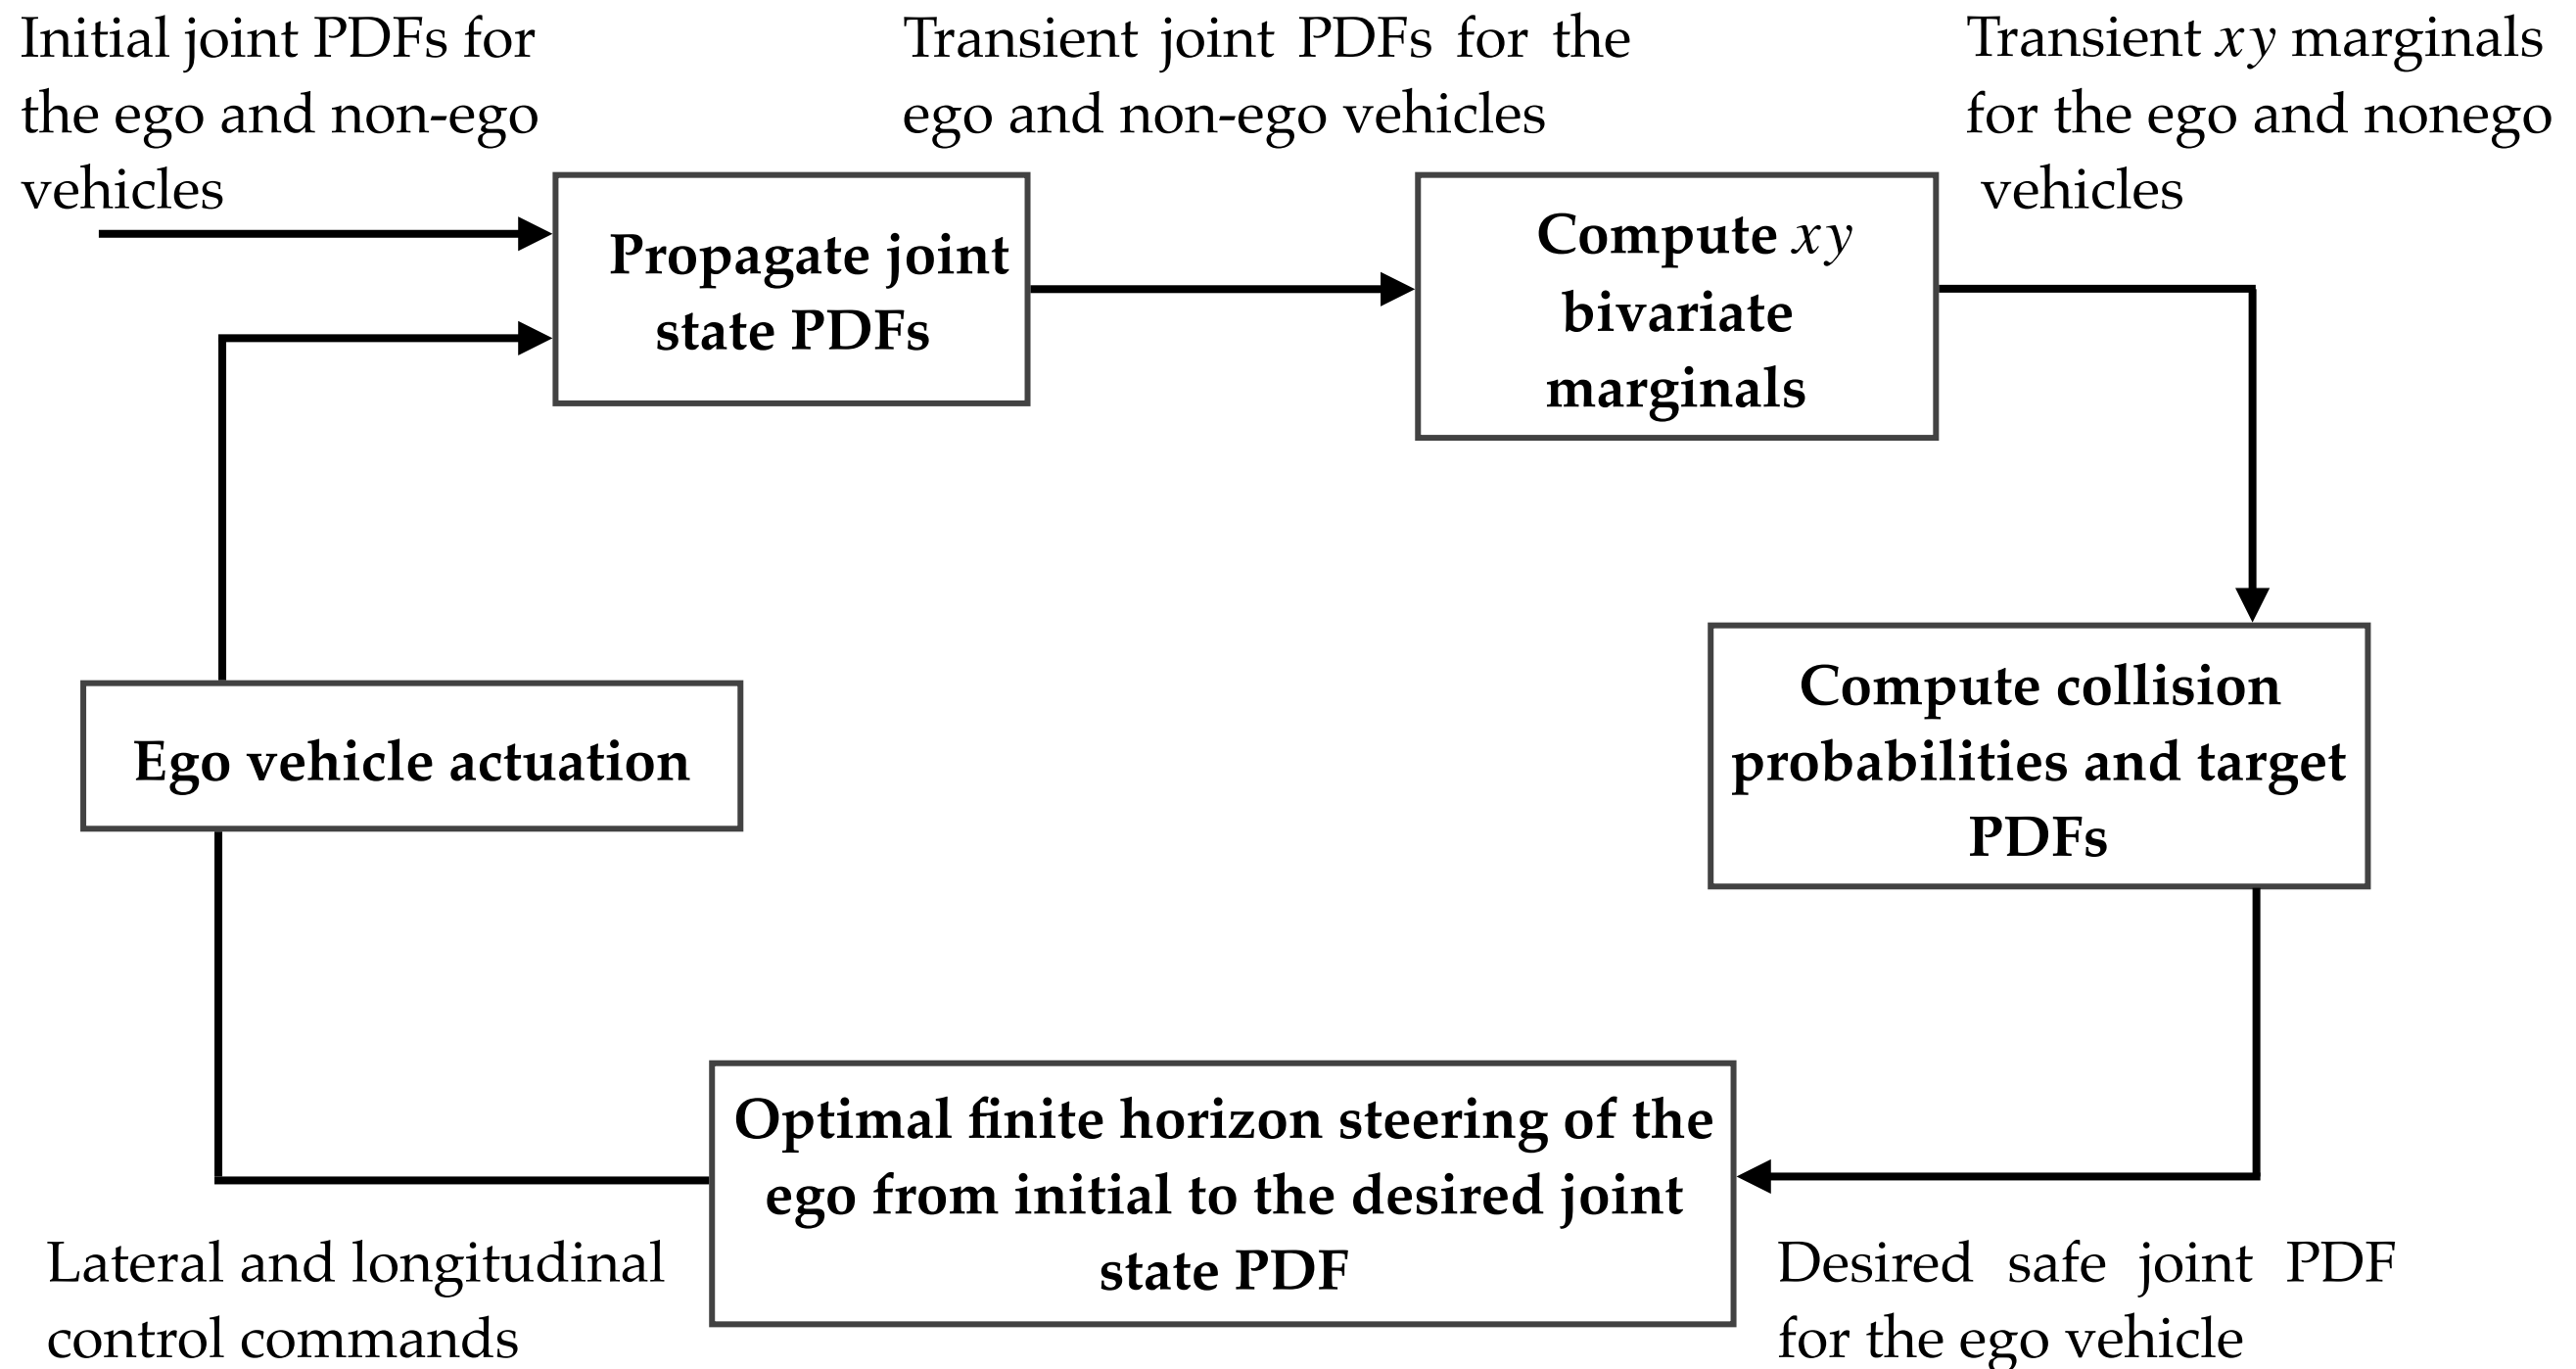 Initial joint PDFs for
the ego and non-ego
vehicles
Transient joint PDFs for the
ego and non-ego vehicles
Transient xy marginals
for the ego and nonego
vehicles
Propagate joint
state PDFs
Compute xy
bivariate
marginals
Ego vehicle actuation
Compute collision
probabilities and target
PDFs
Optimal finite horizon steering of the
ego from initial to the desired joint
state PDF
Lateral and longitudinal
control commands
Desired safe joint PDF
for the ego vehicle